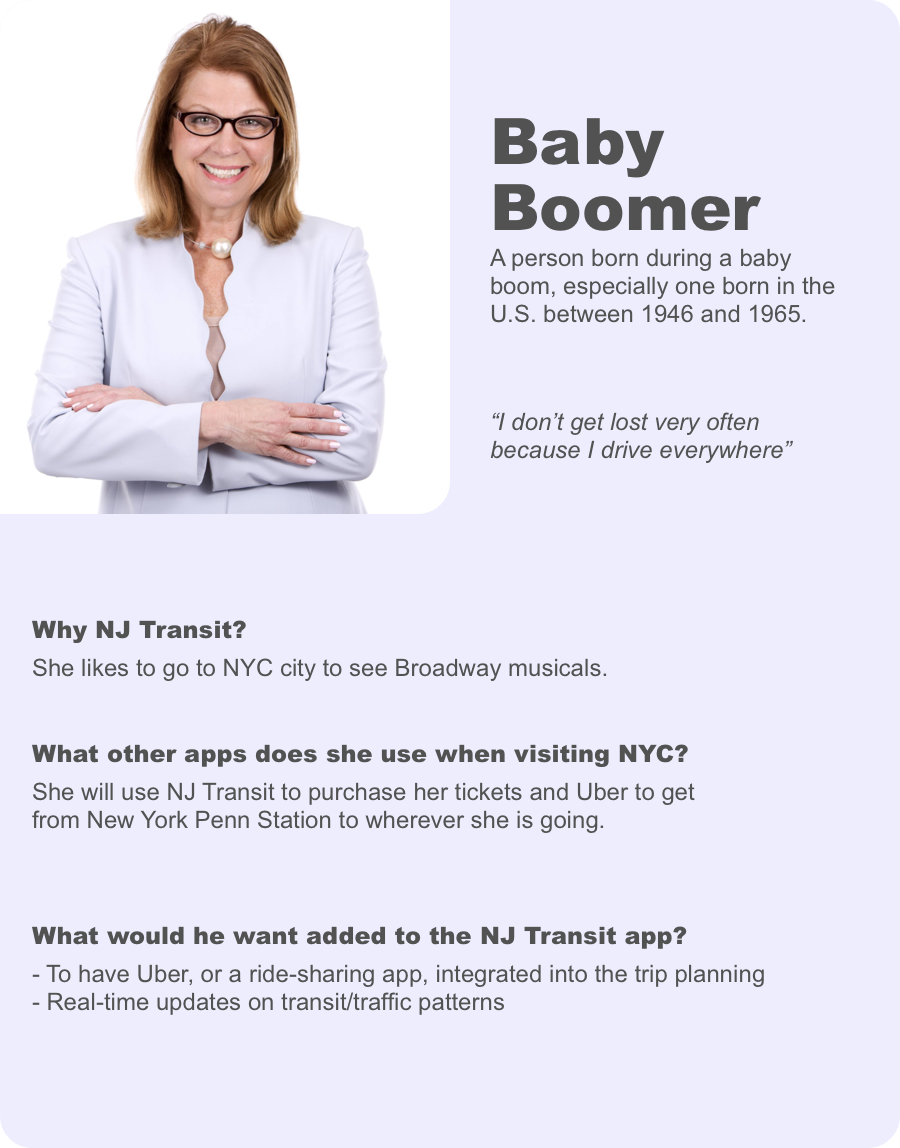 Baby
Boomer
A person born during a baby
boom, especially one born in the
U.S. between 1946 and 1965.
“I don’t get lost very often
because I drive everywhere”
Why NJ Transit?
She likes to go to NYC city to see Broadway musicals.
What other apps does she use when visiting NYC?
She will use NJ Transit to purchase her tickets and Uber to get
from New York Penn Station to wherever she is going.
What would he want added to the NJ Transit app?
- To have Uber, or a ride-sharing app, integrated into the trip planning
- Real-time updates on transit/traffic patterns